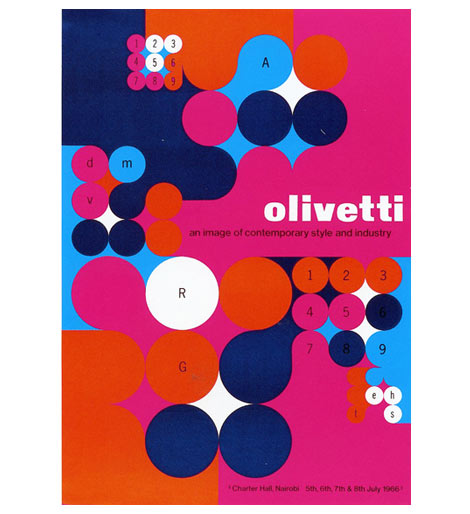 1 2 3
4 5 6
7 8 9
A
d m
v
olivetti
an image of contemporary style and industry
R
1 2 3
4 5 6
7 8 9
G
e h
t s
Charter Hall, Nairobi 5th, 6th, 7th & 8th July 1966